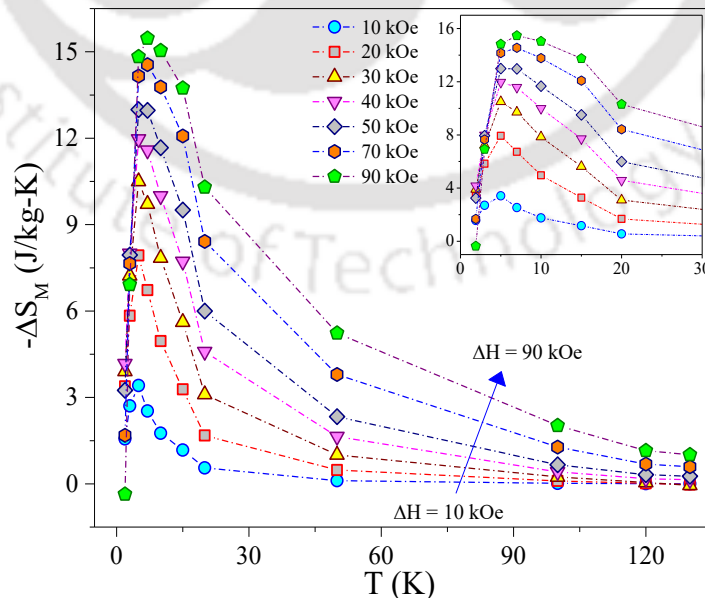 10 kOe
20 kOe
30 kOe
40 kOe
50 kOe
70 kOe
90 kOe
16
12
8
4
0
0
10
20
30
15
12
9
6
3
0
-ΔS_M (J/kg-K)
ΔH = 90 kOe
ΔH = 10 kOe
0
30
60
90
120
T (K)
of Technology